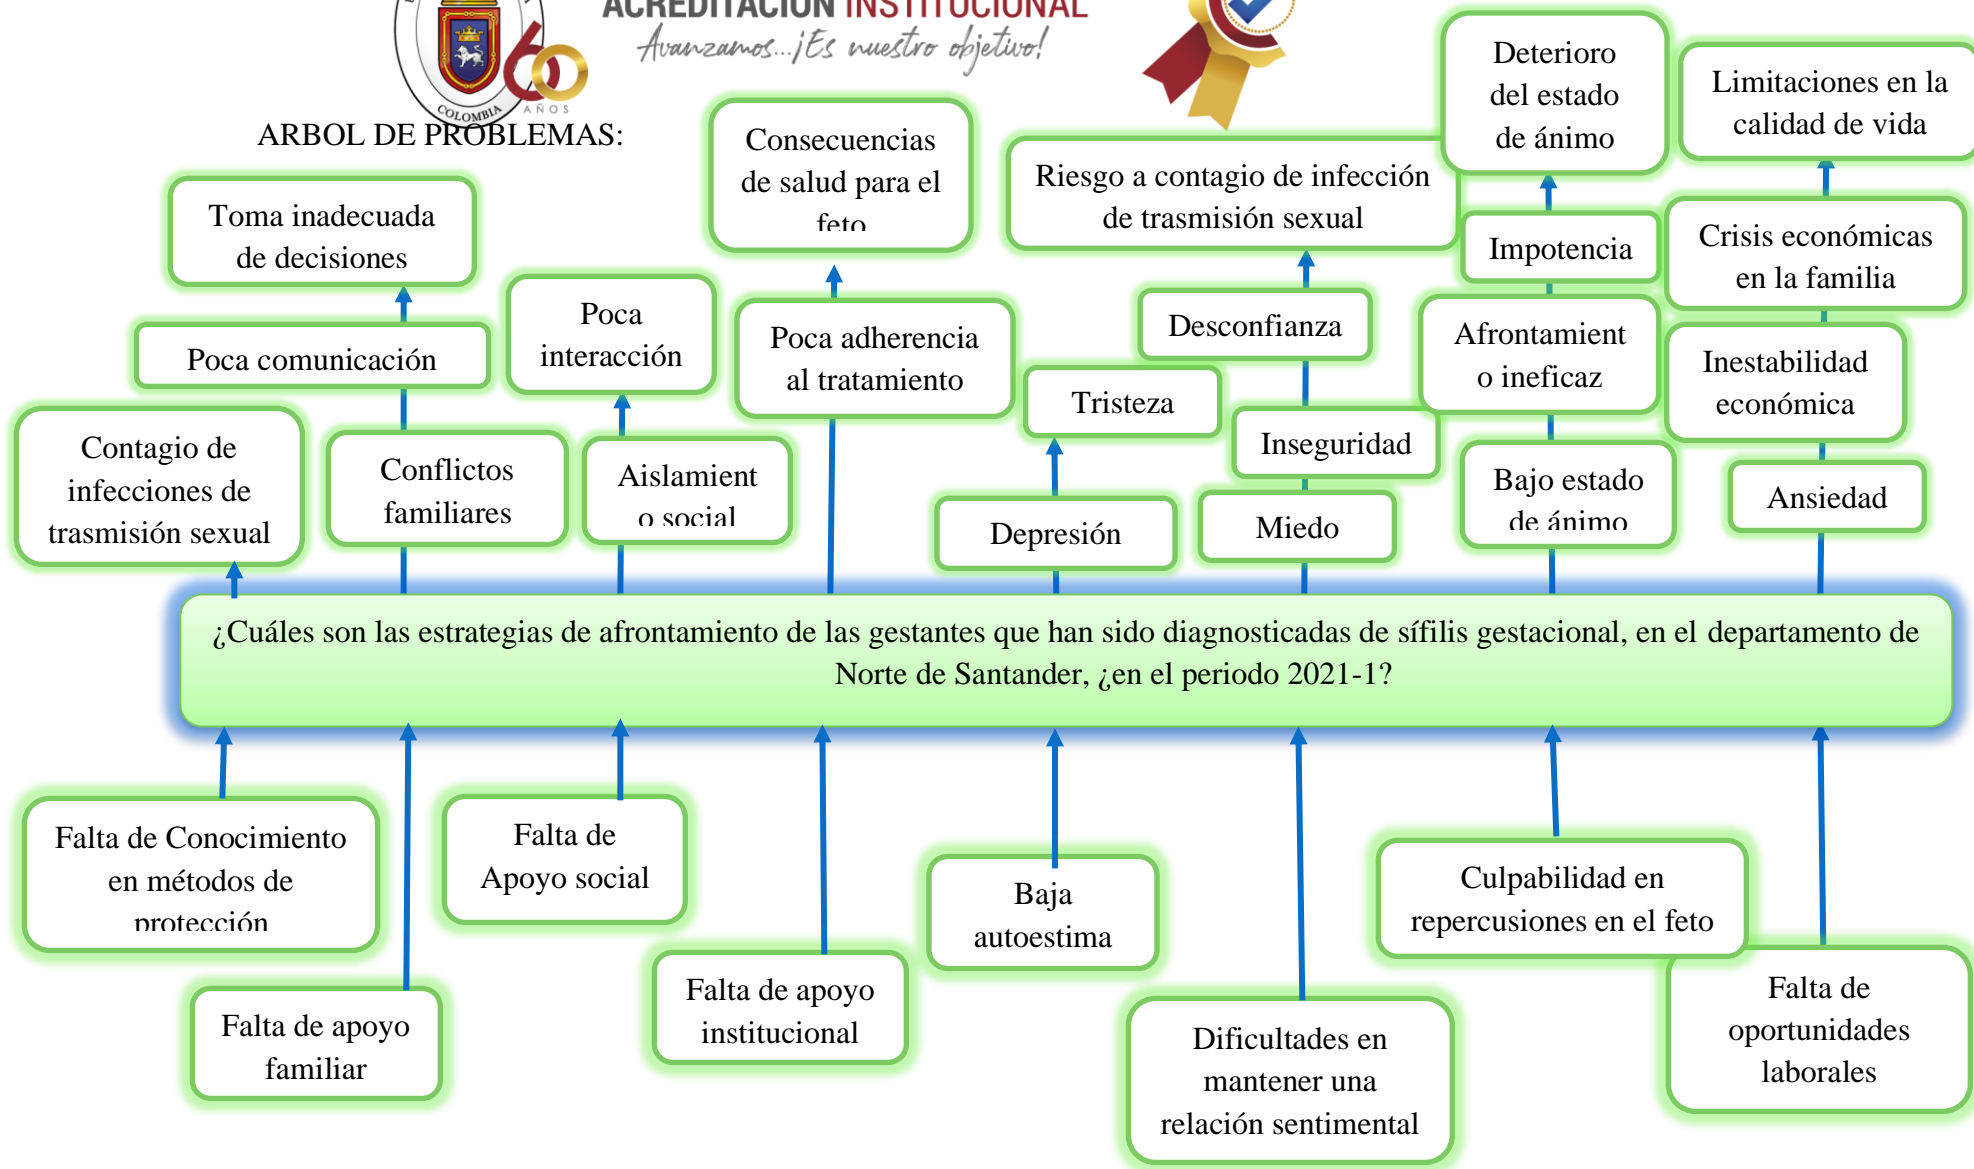 ACREDITACIÓN INSTITUCIONAL
Avanzamos...¡Es nuestro objetivo!
COLOMBIA
60
AÑOS
ARBOL DE PROBLEMAS:
Toma inadecuada
de decisiones
Poca comunicación
Contagio de
infecciones de
trasmisión sexual
Conflictos
familiares
Poca
interacción
Aislamient
o social
Consecuencias
de salud para el
feto
Poca adherencia
al tratamiento
Tristeza
Depresión
Riesgo a contagio de infección
de trasmisión sexual
Desconfianza
Inseguridad
Miedo
Deterioro
del estado
de ánimo
Impotencia
Afrontamient
o ineficaz
Bajo estado
de ánimo
Limitaciones en la
calidad de vida
Crisis económicas
en la familia
Inestabilidad
económica
Ansiedad
¿Cuáles son las estrategias de afrontamiento de las gestantes que han sido diagnosticadas de sífilis gestacional, en el departamento de
Norte de Santander, ¿en el periodo 2021-1?
Falta de Conocimiento
en métodos de
protección
Falta de apoyo
familiar
Falta de
Apoyo social
Falta de apoyo
institucional
Baja
autoestima
Dificultades en
mantener una
relación sentimental
Culpabilidad en
repercusiones en el feto
Falta de
oportunidades
laborales